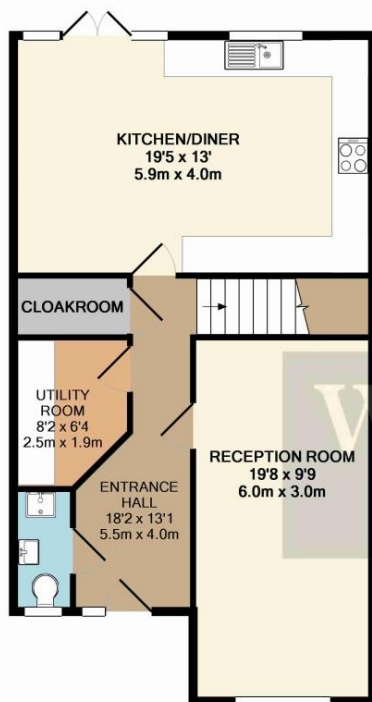 KITCHEN/DINER
19'5 x 13'
5.9m x 4.0m
CLOAKROOM
UTILITY
ROOM
8'2 x 6'4
2.5m x 1.9m
RECEPTION ROOM
19'8 x 9'9
6.0m x 3.0m
ENTRANCE
HALL
18'2 x 13'1
5.5m x 4.0m